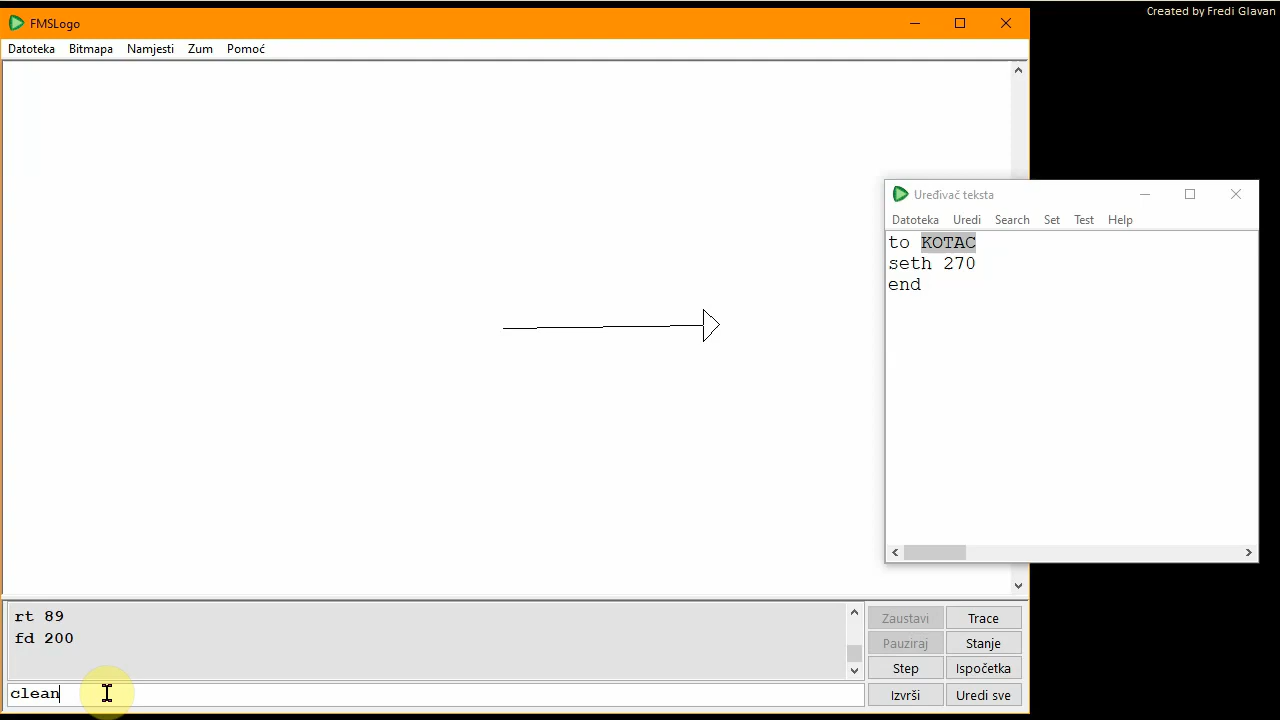 Created by Fredi Glavan
FMSLogo
Datoteka Bitmapa Namjesti Zum Pomoć
Uređivač teksta
Datoteka Uredi Search Set Test Help
to KOTAC
seth 270
end
rt 89
fd 200
clean
Zaustavi Trace
Pauziraj Stanje
Step Ispočetka
Izvrši Uredi sve